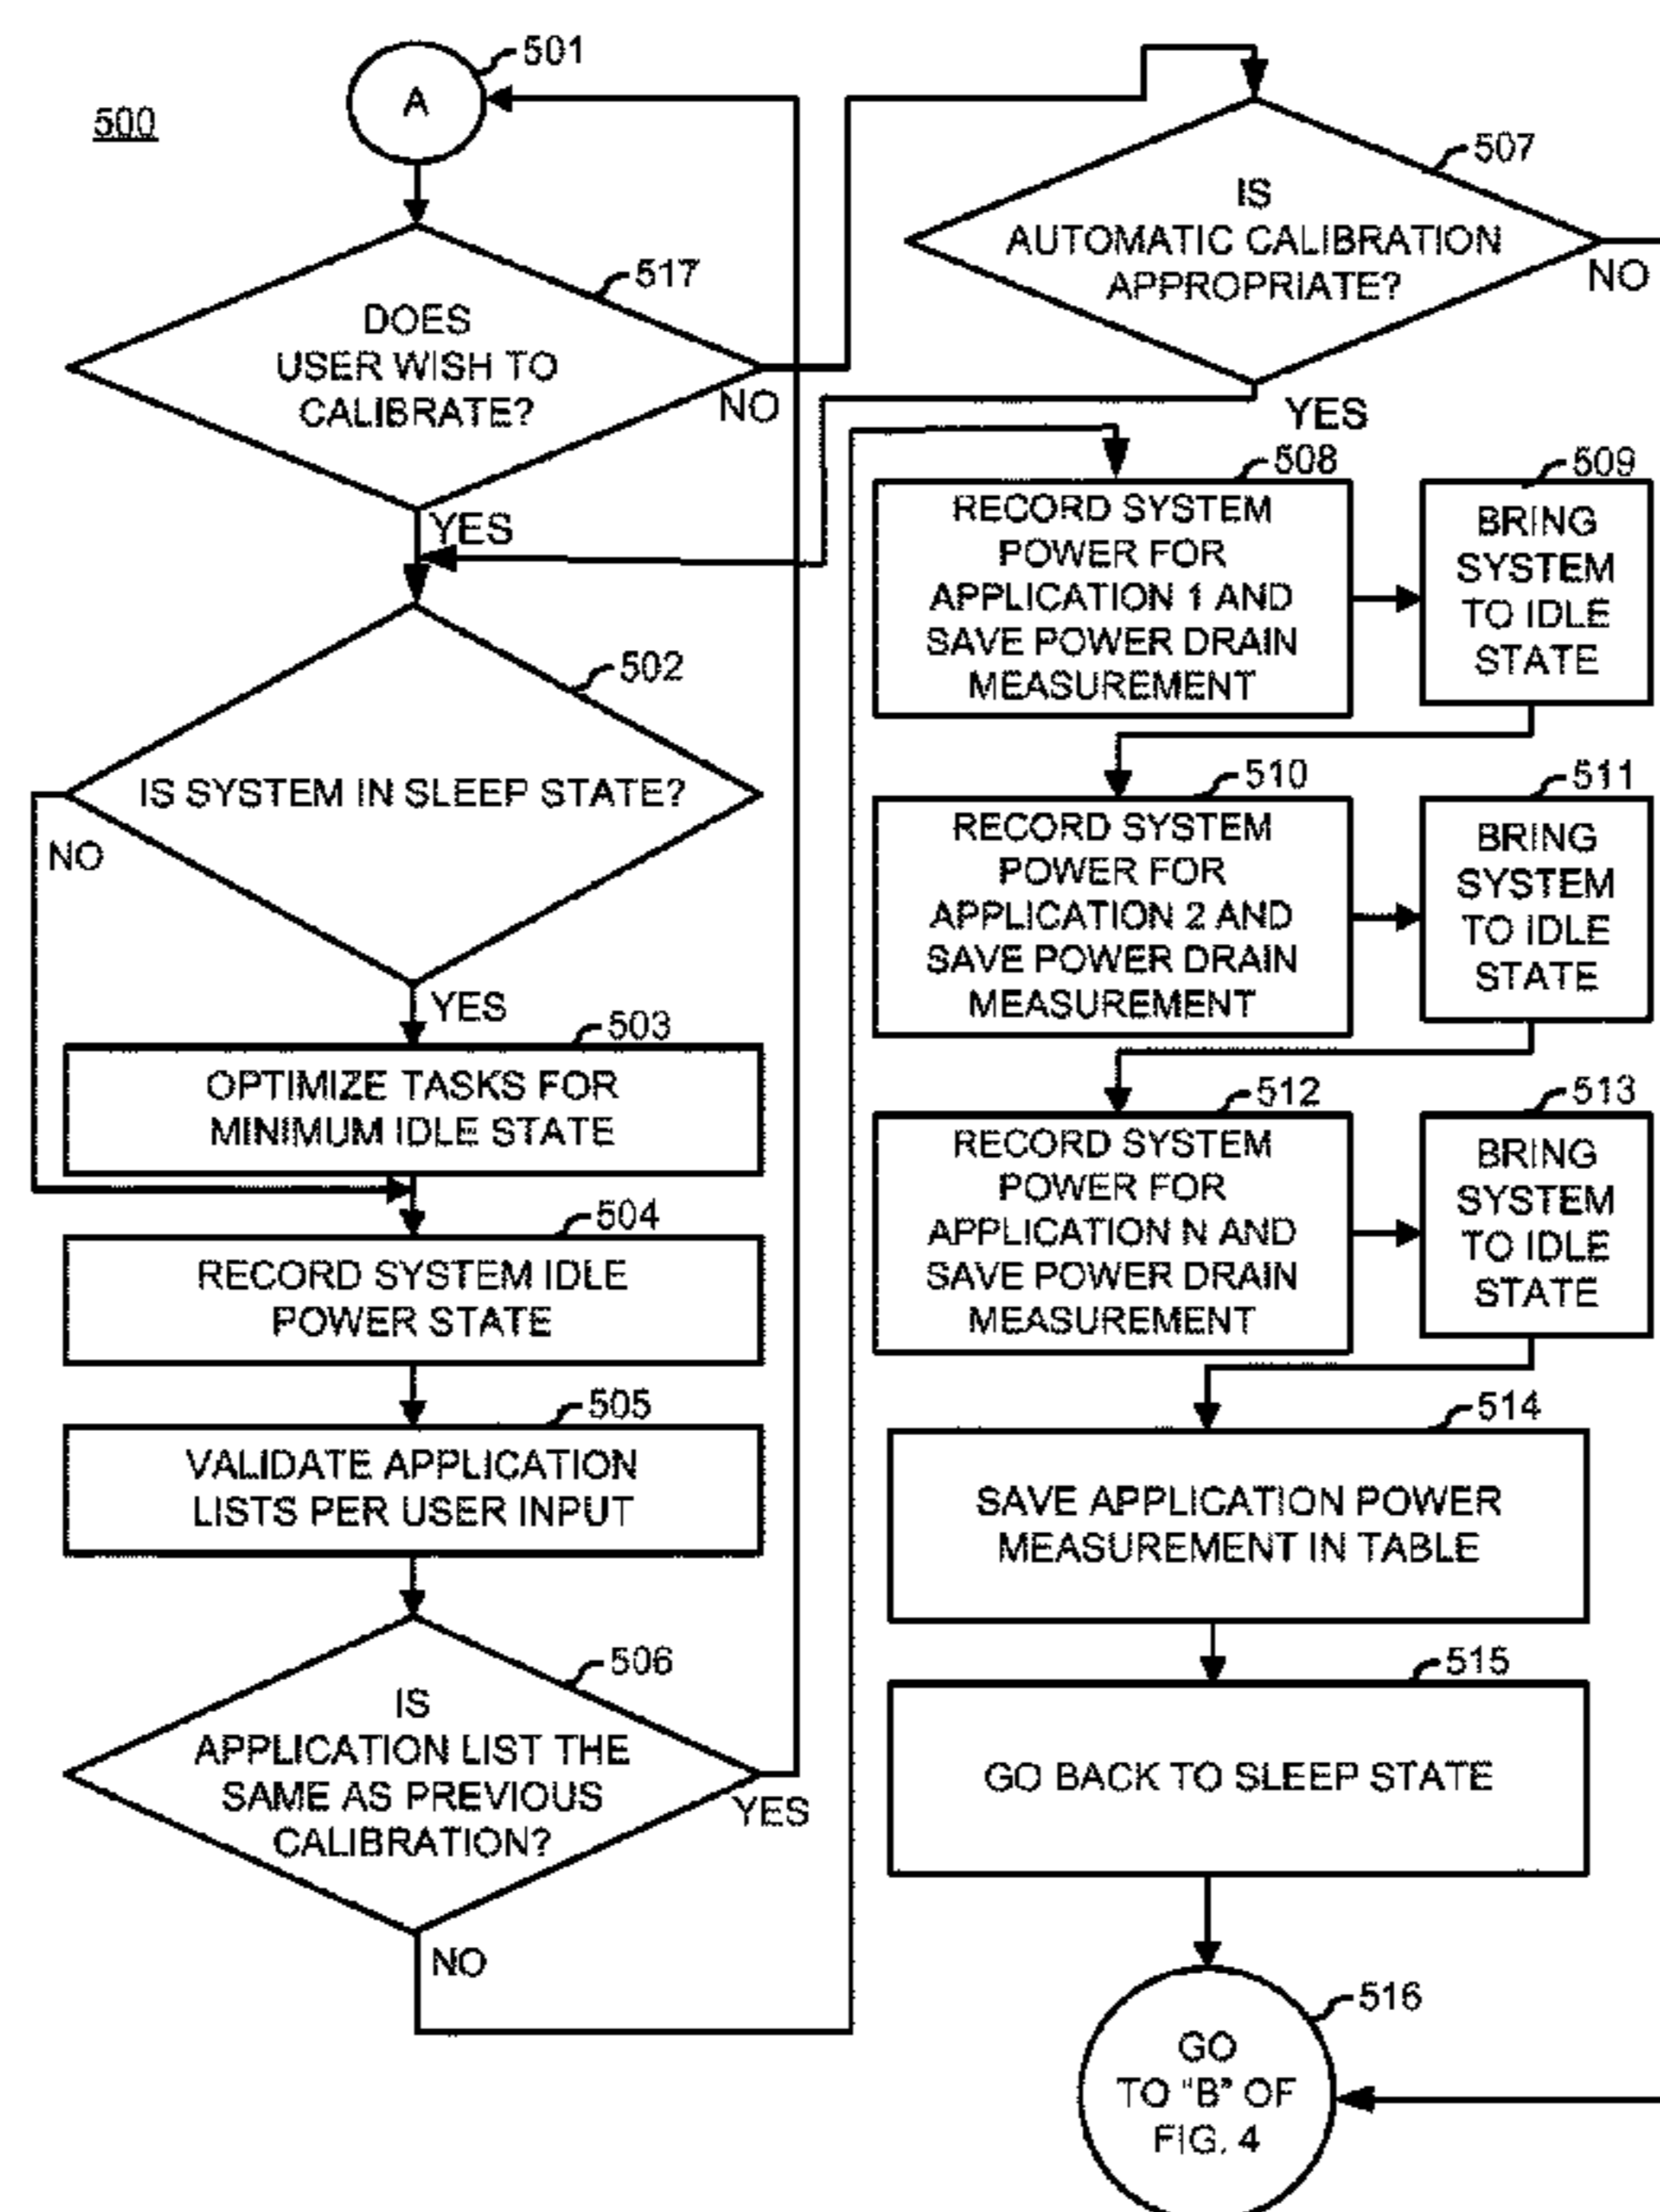 500
501
A
517
DOES
USER WISH TO
CALIBRATE?
NO
YES
502
IS SYSTEM IN SLEEP STATE?
NO
YES
503
OPTIMIZE TASKS FOR
MINIMUM IDLE STATE
504
RECORD SYSTEM IDLE
POWER STATE
505
VALIDATE APPLICATION
LISTS PER USER INPUT
506
IS
APPLICATION LIST THE
SAME AS PREVIOUS
CALIBRATION?
YES
NO
507
IS
AUTOMATIC CALIBRATION
APPROPRIATE?
NO
YES
508
RECORD SYSTEM
POWER FOR
APPLICATION 1 AND
SAVE POWER DRAIN
MEASUREMENT
509
BRING
SYSTEM
TO IDLE
STATE
510
RECORD SYSTEM
POWER FOR
APPLICATION 2 AND
SAVE POWER DRAIN
MEASUREMENT
511
BRING
SYSTEM
TO IDLE
STATE
512
RECORD SYSTEM
POWER FOR
APPLICATION N AND
SAVE POWER DRAIN
MEASUREMENT
513
BRING
SYSTEM
TO IDLE
STATE
514
SAVE APPLICATION POWER
MEASUREMENT IN TABLE
515
GO BACK TO SLEEP STATE
516
GO
TO "B" OF
FIG. 4